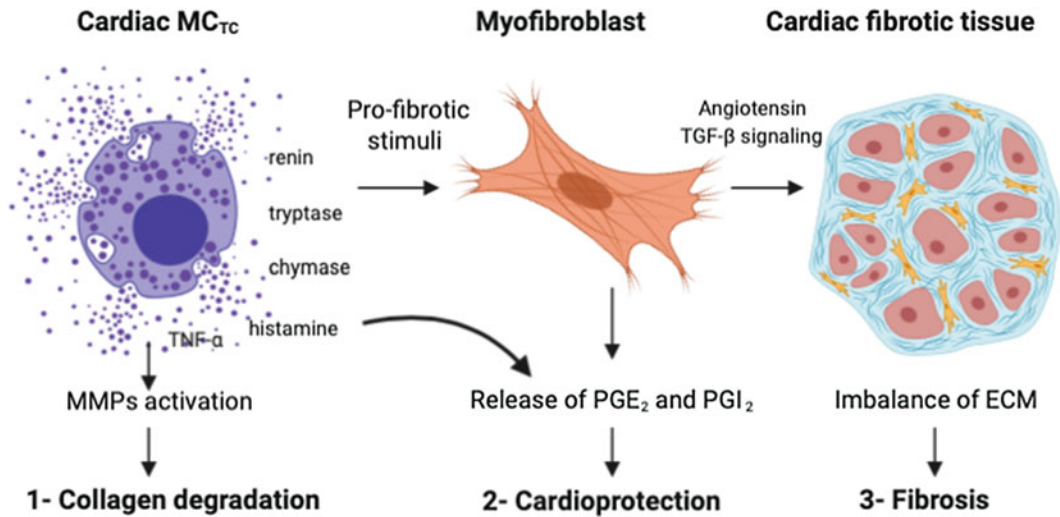 Cardiac MCTC
Myofibroblast
Cardiac fibrotic tissue
Pro-fibrotic
stimuli
Angiotensin
TGF-β signaling
renin
tryptase
chymase
histamine
TNF-α
MMPs activation
Release of PGE2 and PGI2
Imbalance of ECM
1- Collagen degradation
2- Cardioprotection
3- Fibrosis